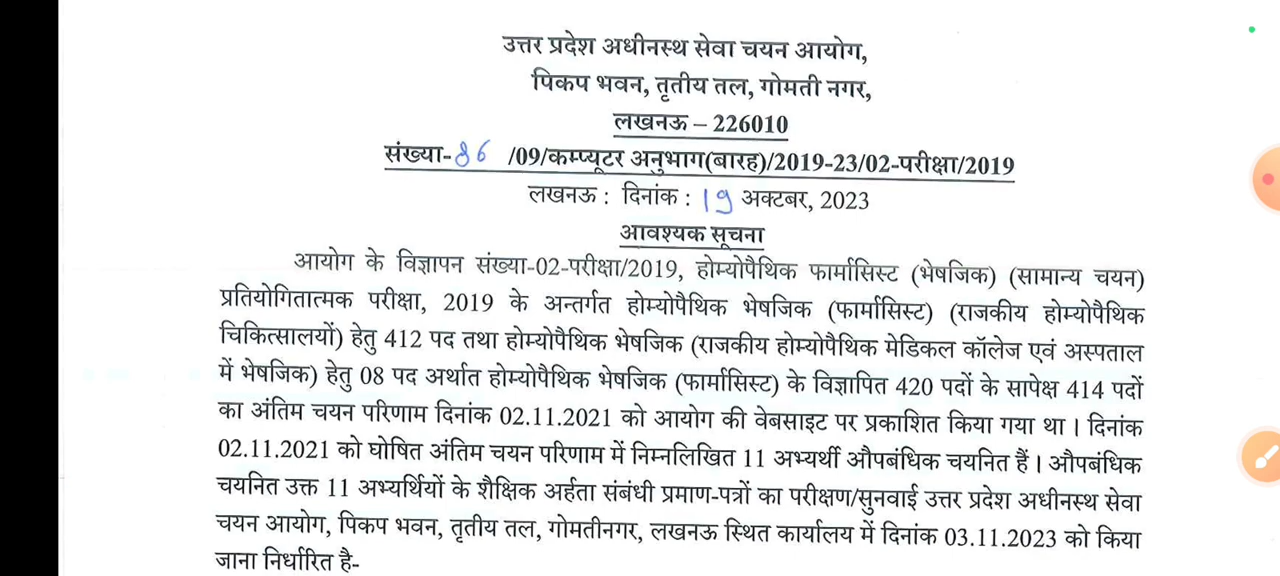 उत्तर प्रदेश अधीनस्थ सेवा चयन आयोग,
पिकप भवन, तृतीय तल, गोमती नगर,
लखनऊ – 226010
संख्या-86 /09/कम्प्यूटर अनुभाग(बारह)/2019-23/02-परीक्षा/2019
लखनऊ : दिनांक : 19 अक्टबर, 2023
आवश्यक सूचना
आयोग के विज्ञापन संख्या-02-परीक्षा/2019, होम्योपैथिक फार्मासिस्ट (भेषजिक) (सामान्य चयन)
प्रतियोगितात्मक परीक्षा, 2019 के अन्तर्गत होम्योपैथिक भेषजिक (फार्मासिस्ट) (राजकीय होम्योपैथिक
चिकित्सालयों) हेतु 412 पद तथा होम्योपैथिक भेषजिक (राजकीय होम्योपैथिक मेडिकल कॉलेज एवं अस्पताल
में भेषजिक) हेतु 08 पद अर्थात होम्योपैथिक भेषजिक (फार्मासिस्ट) के विज्ञापित 420 पदों के सापेक्ष 414 पदों
का अंतिम चयन परिणाम दिनांक 02.11.2021 को आयोग की वेबसाइट पर प्रकाशित किया गया था। दिनांक
02.11.2021 को घोषित अंतिम चयन परिणाम में निम्नलिखित 11 अभ्यर्थी औपबंधिक चयनित हैं। औपबंधिक
चयनित उक्त 11 अभ्यर्थियों के शैक्षिक अर्हता संबंधी प्रमाण-पत्रों का परीक्षण/सुनवाई उत्तर प्रदेश अधीनस्थ सेवा
चयन आयोग, पिकप भवन, तृतीय तल, गोमतीनगर, लखनऊ स्थित कार्यालय में दिनांक 03.11.2023 को किया
जाना निर्धारित है-